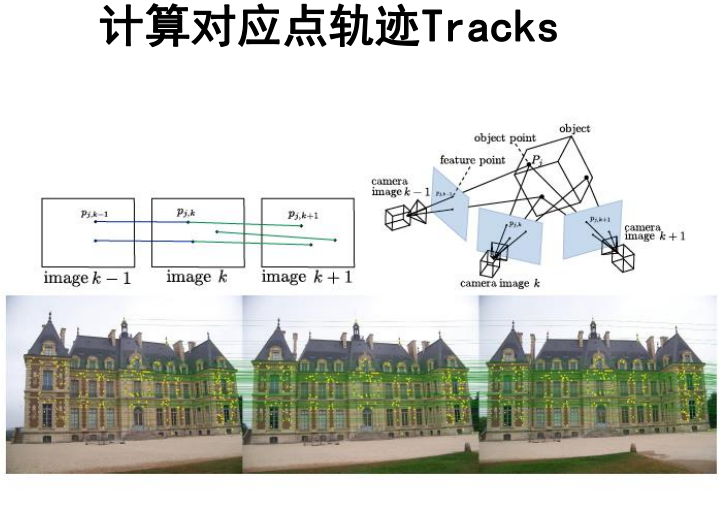 计算对应点轨迹Tracks
object
object point
P_j
feature point
camera
image k − 1
p_{j,k−1}
p_{j,k}
p_{j,k+1}
p_{j,k}
p_{j,k+1}
camera
image k + 1
image k − 1
image k
image k + 1
camera image k